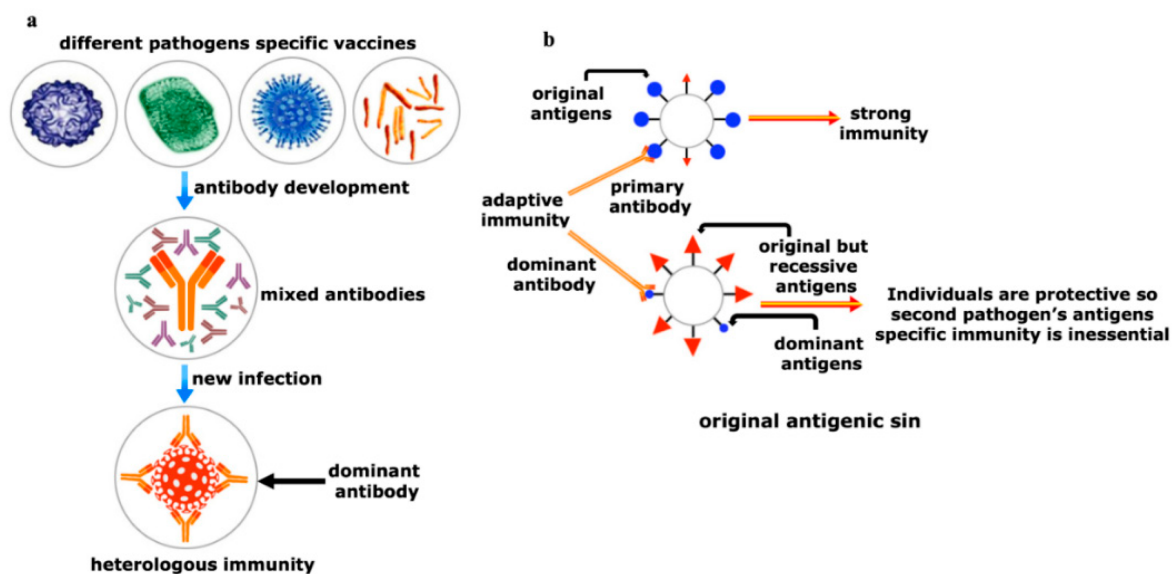 a
different pathogens specific vaccines
antibody development
mixed antibodies
new infection
dominant
antibody
heterologous immunity
b
original
antigens
strong
immunity
adaptive
immunity
primary
antibody
dominant
antibody
original but
recessive
antigens
Individuals are protective so
second pathogen’s antigens
specific immunity is inessential
dominant
antigens
original antigenic sin